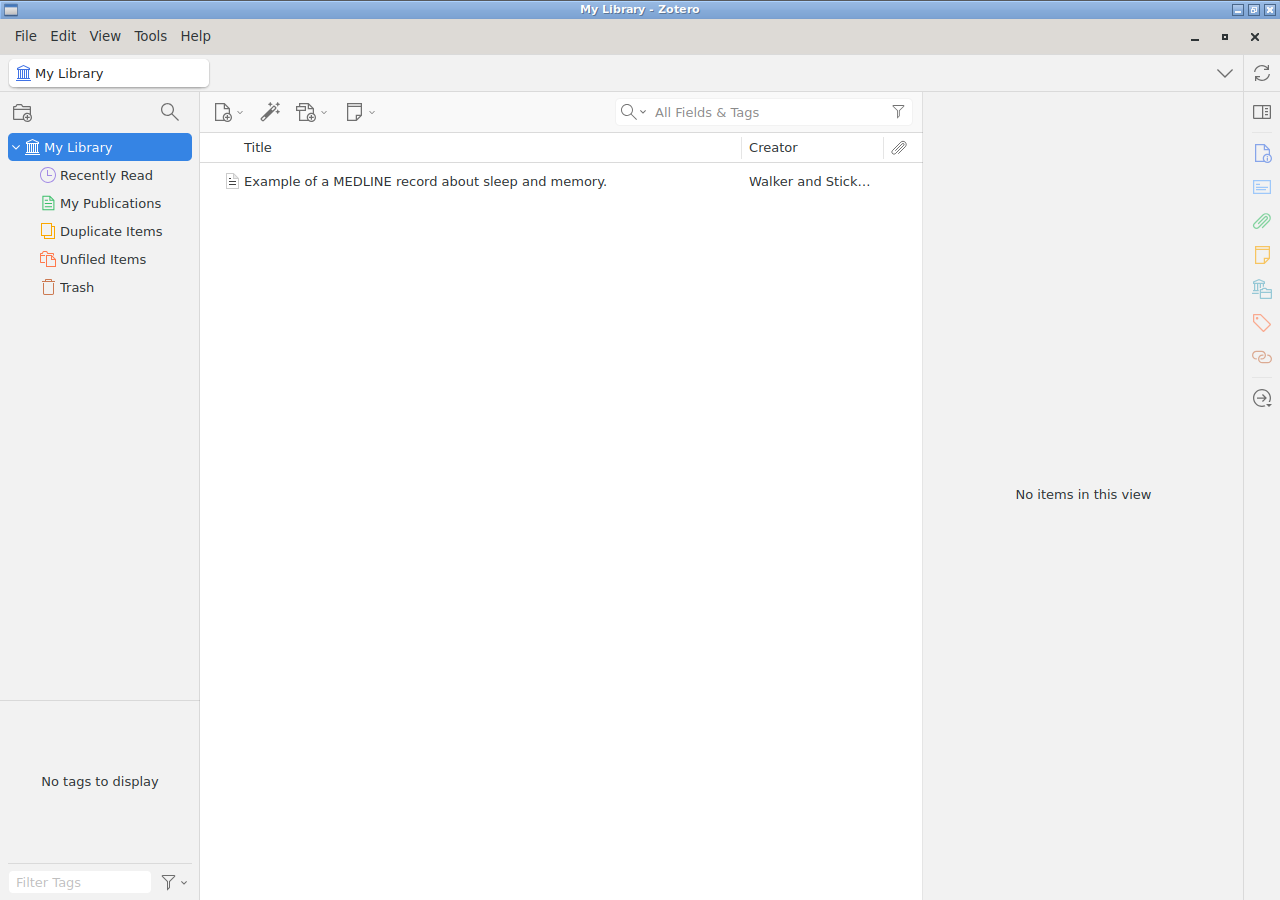 My Library - Zotero
File Edit View Tools Help
My Library
All Fields & Tags
My Library
Recently Read
My Publications
Duplicate Items
Unfiled Items
Trash
Title Creator
Example of a MEDLINE record about sleep and memory. Walker and Stick...
No items in this view
No tags to display
Filter Tags